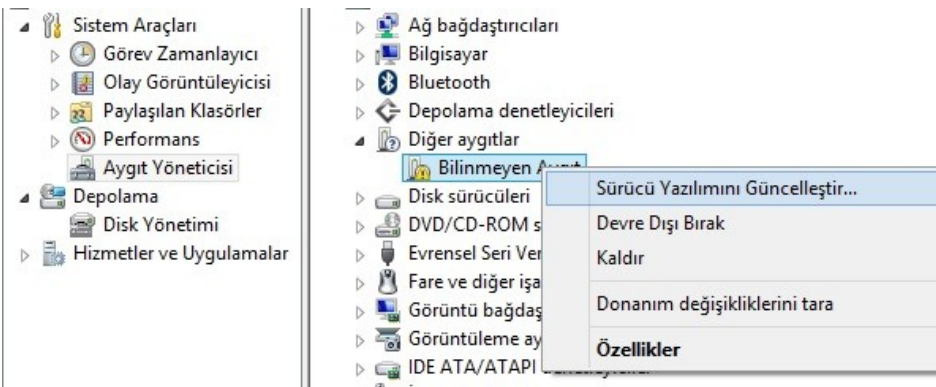 Sistem Araçları
Görev Zamanlayıcı
Olay Görüntüleyicisi
Paylaşılan Klasörler
Performans
Aygıt Yöneticisi
Depolama
Disk Yönetimi
Hizmetler ve Uygulamalar
Ağ bağdaştırıcıları
Bilgisayar
Bluetooth
Depolama denetleyicileri
Diğer aygıtlar
Bilinmeyen Aygıt
Disk sürücüleri
DVD/CD-ROM s
Evrensel Seri Ver
Fare ve diğer işa
Görüntü bağdaş
Görüntüleme ay
IDE ATA/ATAPI
Sürücü Yazılımını Güncelleştir...
Devre Dışı Bırak
Kaldır
Donanım değişikliklerini tara
Özellikler